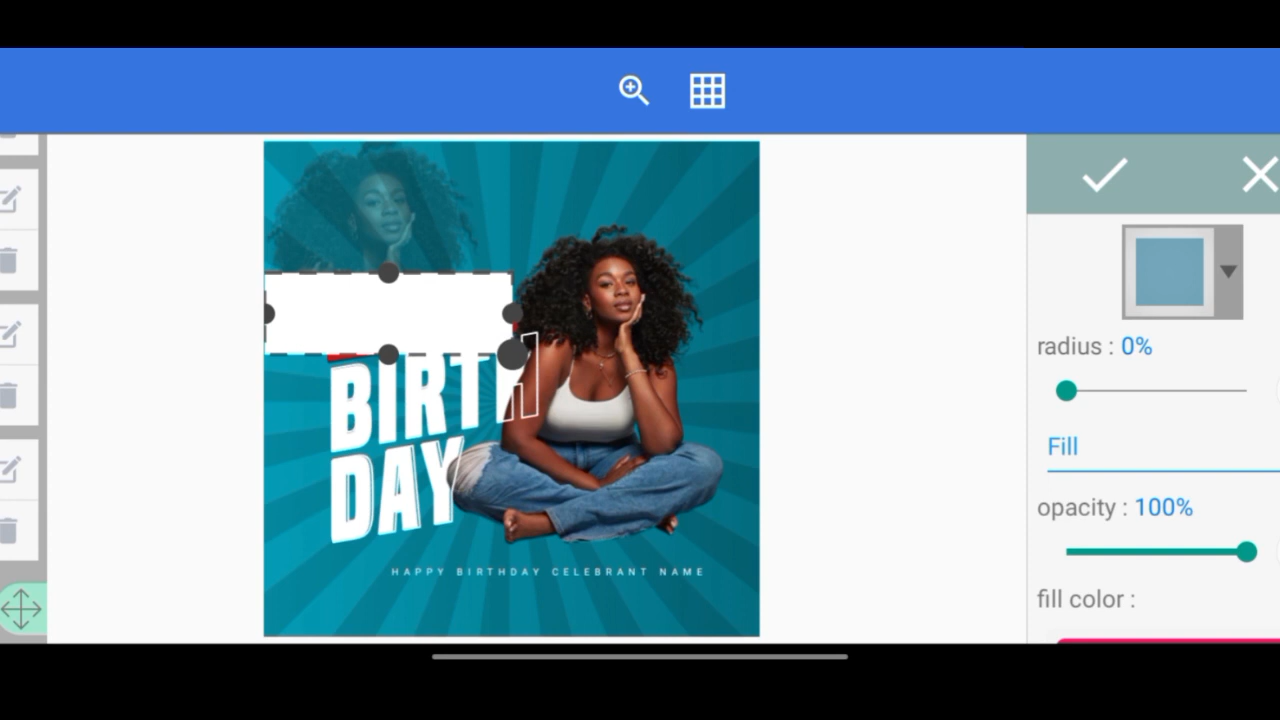 BIRTH
DAY
HAPPY BIRTHDAY CELEBRANT NAME
radius : 0%
Fill
opacity : 100%
fill color :